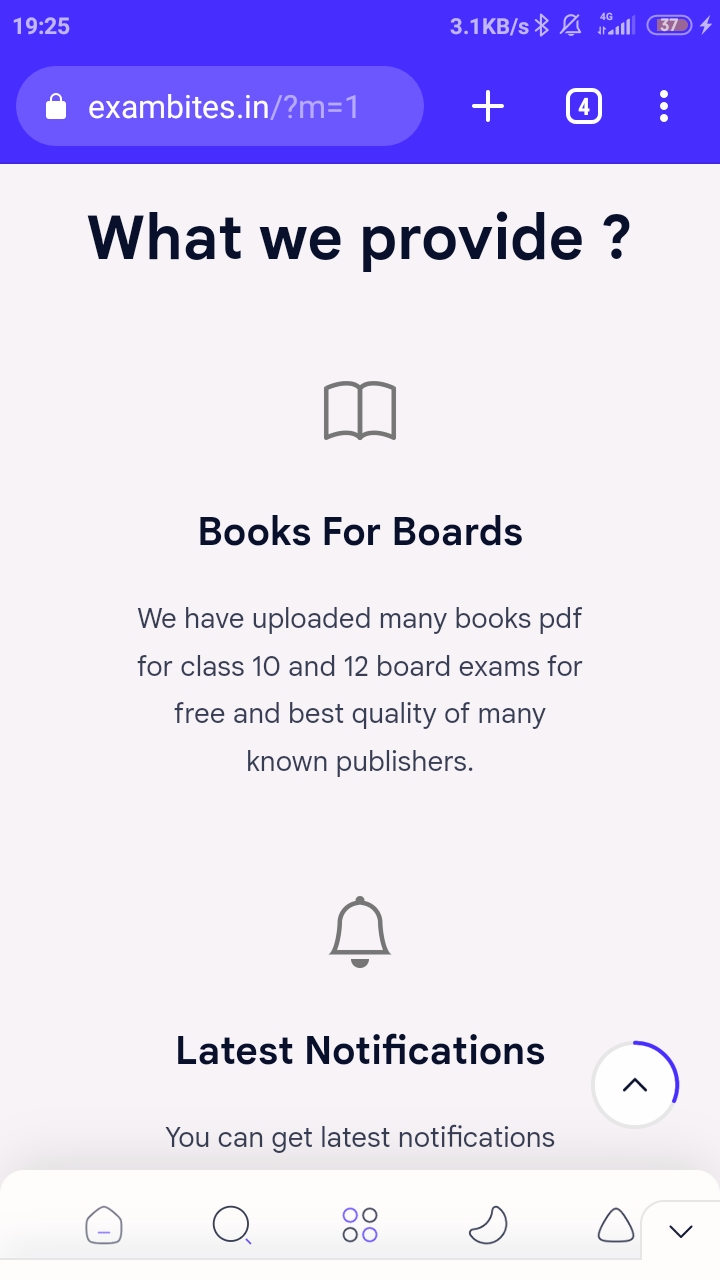 19:25
3.1KB/s 4G 37
exambites.in/?m=1
4
What we provide ?
Books For Boards
We have uploaded many books pdf
for class 10 and 12 board exams for
free and best quality of many
known publishers.
Latest Notifications
You can get latest notifications